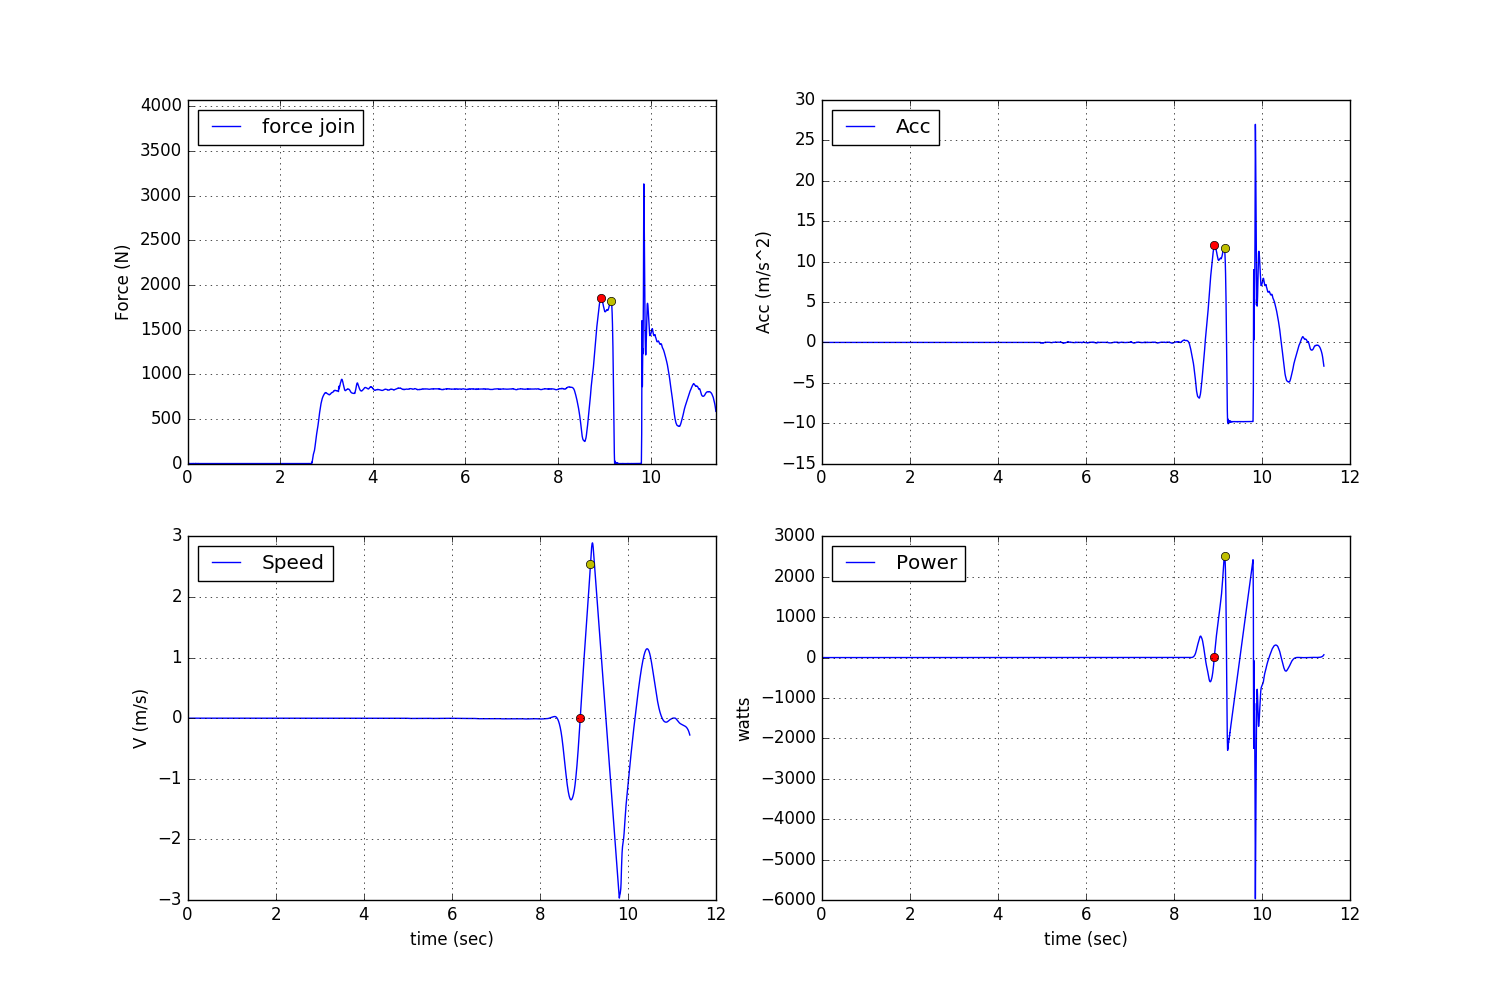 force join
4000
3500
3000
2500
2000
1500
1000
500
0
Force (N)
0 2 4 6 8 10
Acc
30
25
20
15
10
5
0
−5
−10
−15
Acc (m/s^2)
0 2 4 6 8 10 12
Speed
3
2
1
0
−1
−2
−3
V (m/s)
0 2 4 6 8 10 12
time (sec)
Power
3000
2000
1000
0
−1000
−2000
−3000
−4000
−5000
−6000
watts
0 2 4 6 8 10 12
time (sec)